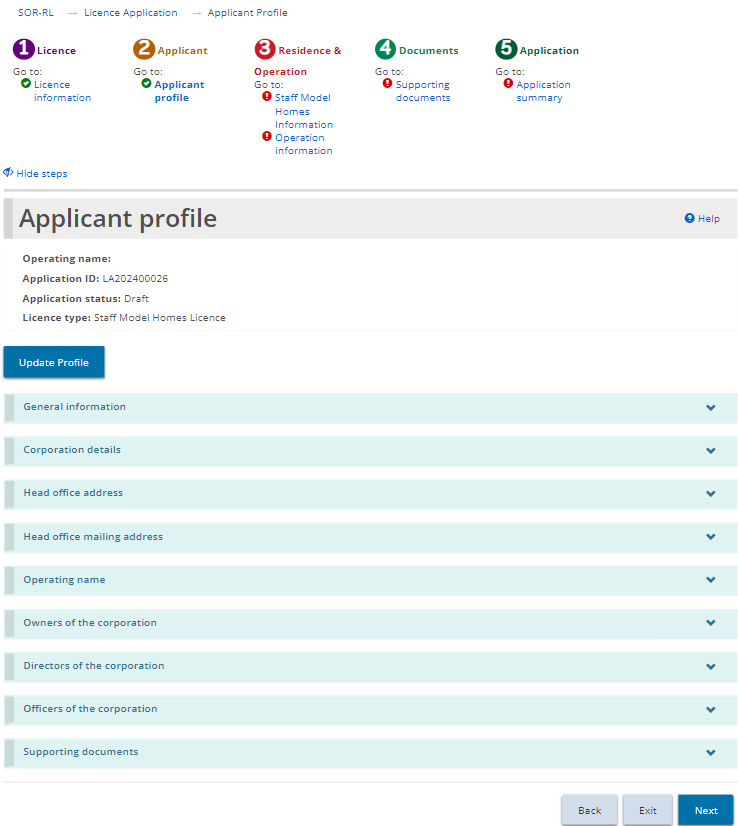 SOR-RL → Licence Application → Applicant Profile
1 Licence
Go to:
Licence
information
2 Applicant
Go to:
Applicant
profile
3 Residence &
Operation
Go to:
Staff Model
Homes
Information
Operation
information
4 Documents
Go to:
Supporting
documents
5 Application
Go to:
Application
summary
Hide steps
Applicant profile
Help
Operating name:
Application ID: LA202400026
Application status: Draft
Licence type: Staff Model Homes Licence
Update Profile
General information
Corporation details
Head office address
Head office mailing address
Operating name
Owners of the corporation
Directors of the corporation
Officers of the corporation
Supporting documents
Back Exit Next